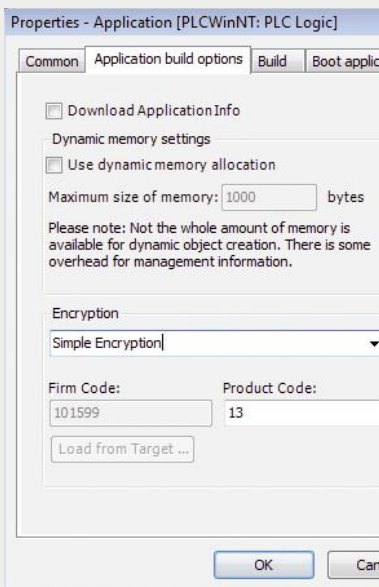 Properties - Application [PLCWinNT: PLC Logic]
Common Application build options Build Boot applic
Download Application Info
Dynamic memory settings
Use dynamic memory allocation
Maximum size of memory: 1000 bytes
Please note: Not the whole amount of memory is
available for dynamic object creation. There is some
overhead for management information.
Encryption
Simple Encryption
Firm Code: Product Code:
101599 13
Load from Target ...
OK Can